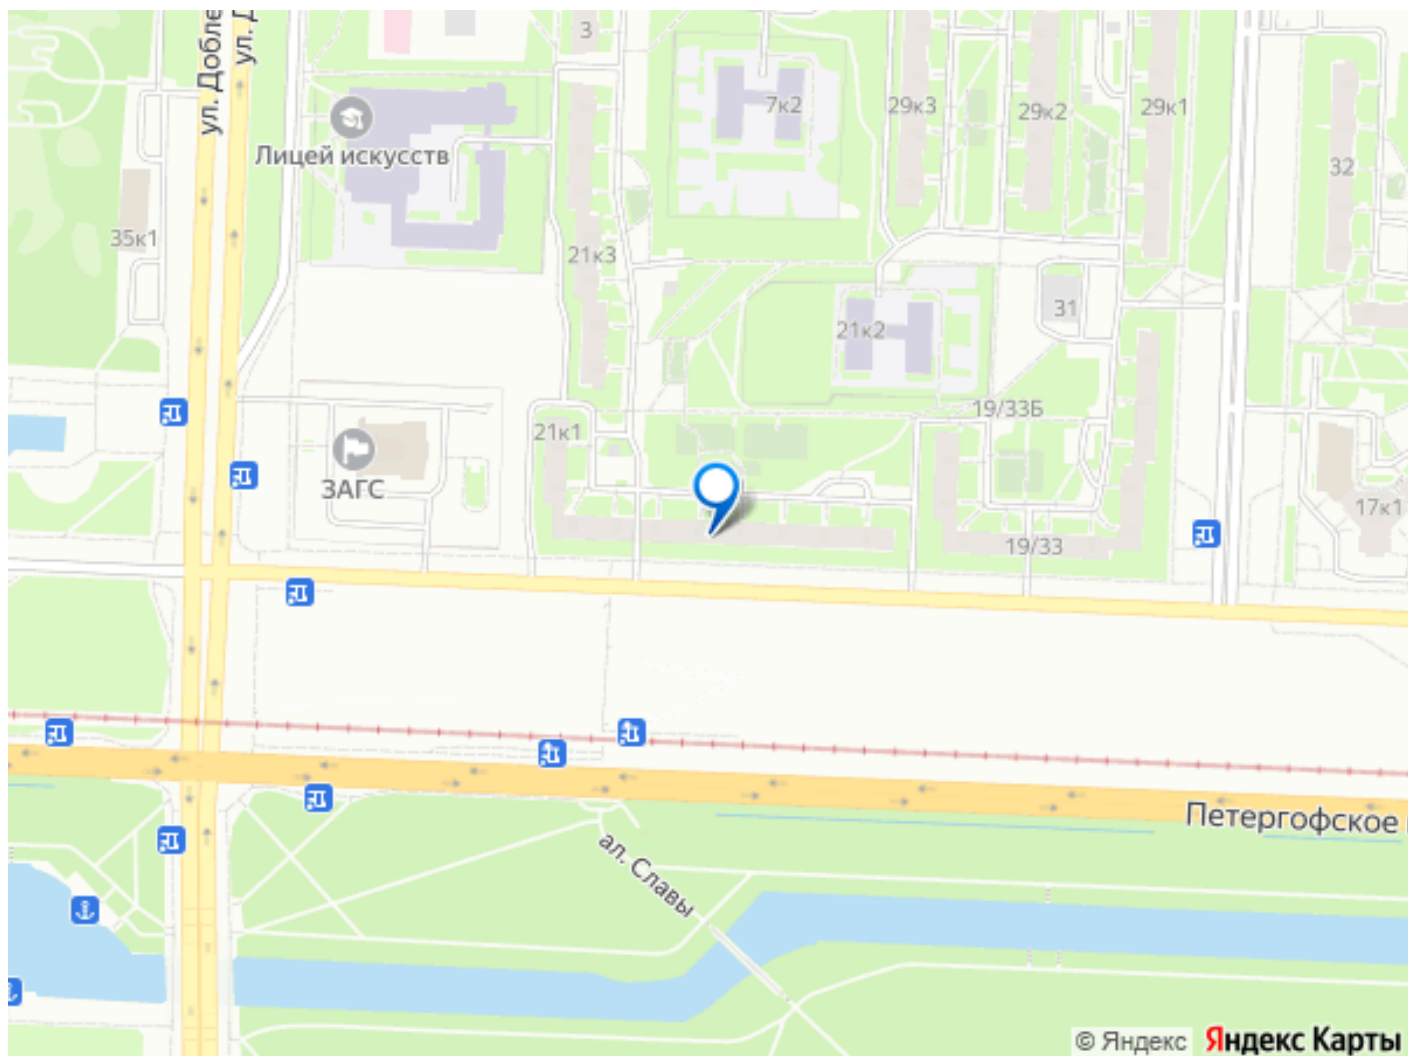 ул. Добле
ул. Д
3
7к2
29к3
29к2
29к1
Лицей искусств
32
35к1
21к3
31
21к2
19/33Б
21к1
ЗАГС
17к1
19/33
Петергофское
ал. Славы
© Яндекс Яндекс Карты